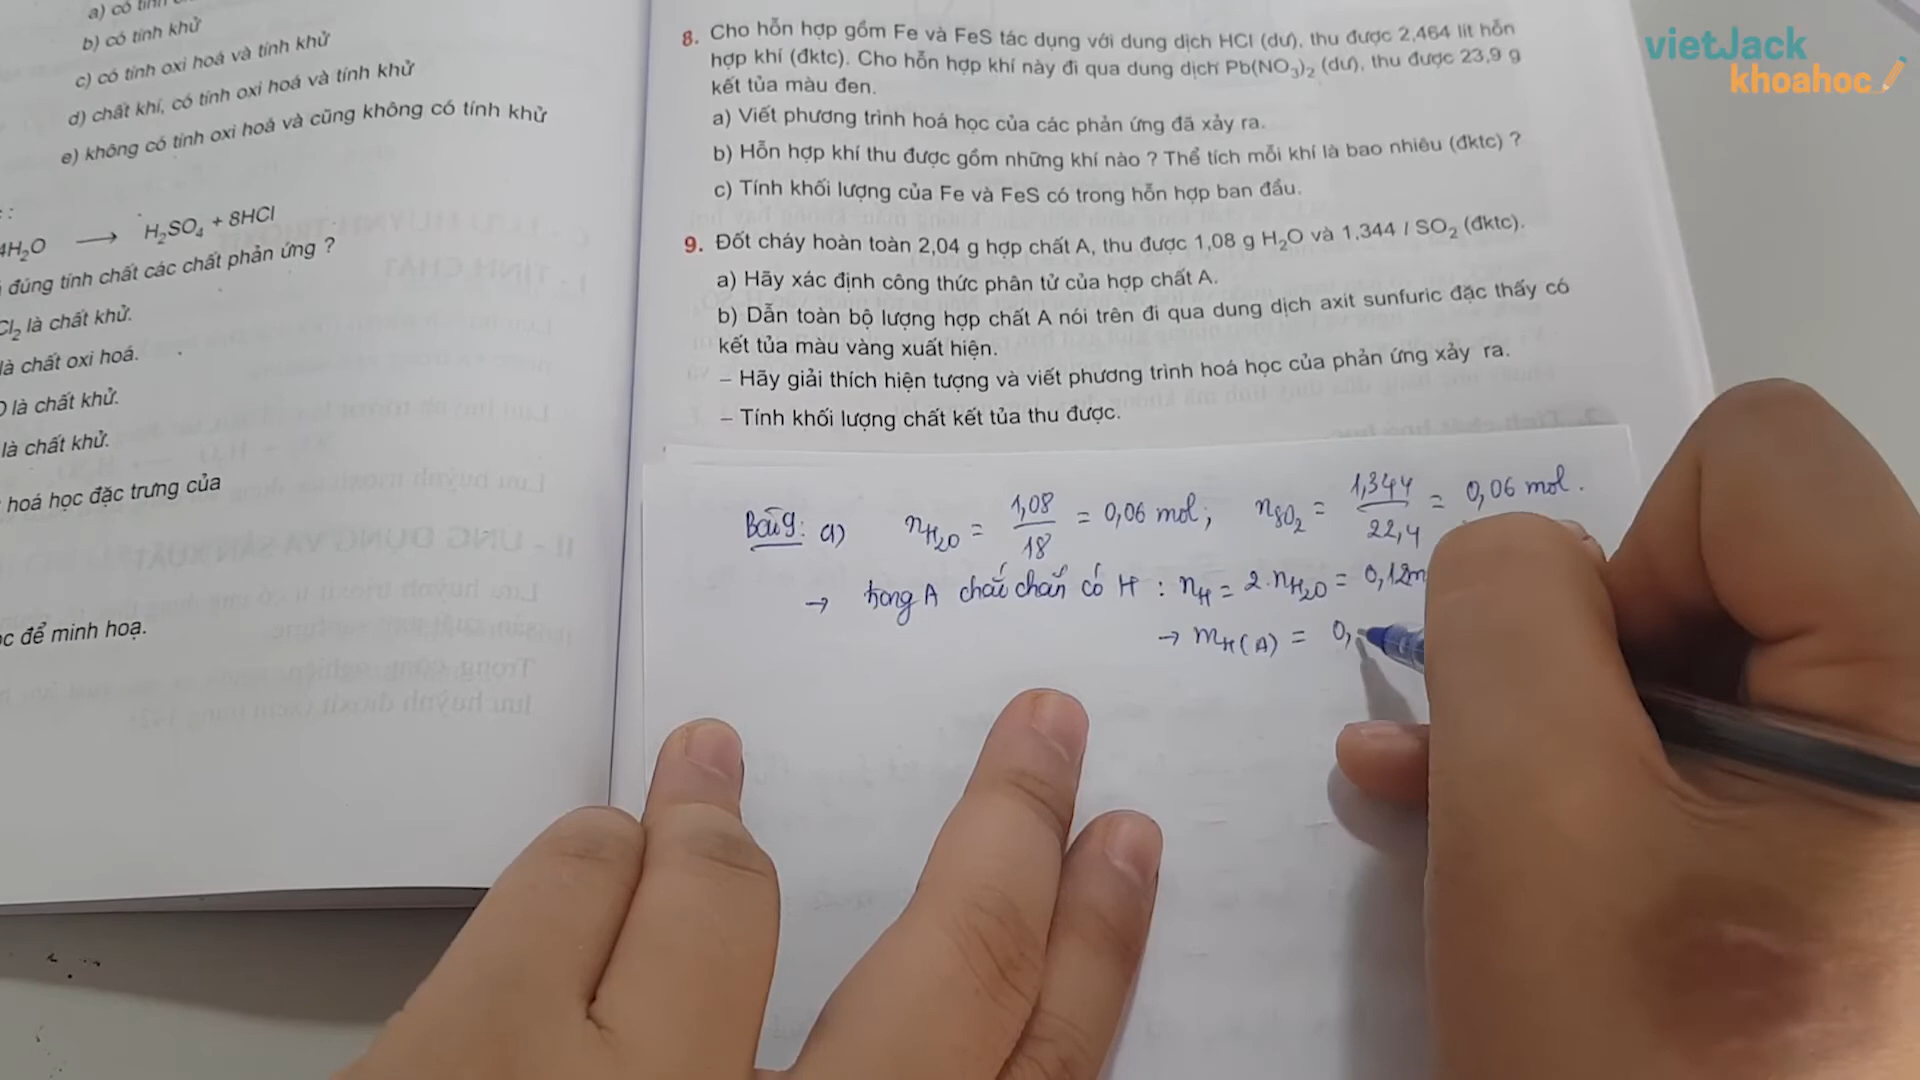 b) có tính khử
c) có tính oxi hoá và tính khử
d) chất khí, có tính oxi hoá và tính khử
e) không có tính oxi hoá và cũng không có tính khử
4H₂O ⟶ H₂SO₄ + 8HCl
đúng tính chất các chất phản ứng ?
Cl₂ là chất khử.
là chất oxi hoá.
là chất khử.
là chất khử.
hoá học đặc trưng của
để minh hoạ.
8. Cho hỗn hợp gồm Fe và FeS tác dụng với dung dịch HCl (dư), thu được 2,464 lít hỗn
hợp khí (đktc). Cho hỗn hợp khí này đi qua dung dịch Pb(NO₃)₂ (dư), thu được 23,9 g
kết tủa màu đen.
a) Viết phương trình hoá học của các phản ứng đã xảy ra.
b) Hỗn hợp khí thu được gồm những khí nào ? Thể tích mỗi khí là bao nhiêu (đktc) ?
c) Tính khối lượng của Fe và FeS có trong hỗn hợp ban đầu.
9. Đốt cháy hoàn toàn 2,04 g hợp chất A, thu được 1,08 g H₂O và 1,344 l SO₂ (đktc).
a) Hãy xác định công thức phân tử của hợp chất A.
b) Dẫn toàn bộ lượng hợp chất A nói trên đi qua dung dịch axit sunfuric đặc thấy có
kết tủa màu vàng xuất hiện.
– Hãy giải thích hiện tượng và viết phương trình hoá học của phản ứng xảy ra.
– Tính khối lượng chất kết tủa thu được.
Bài 9: a) nH₂O = 1,08/18 = 0,06 mol; nSO₂ = 1,344/22,4 = 0,06 mol.
→ trong A chắc chắn có H : nH = 2.nH₂O = 0,12m
→ mH(A) = 0,
vietJack
khoahoc